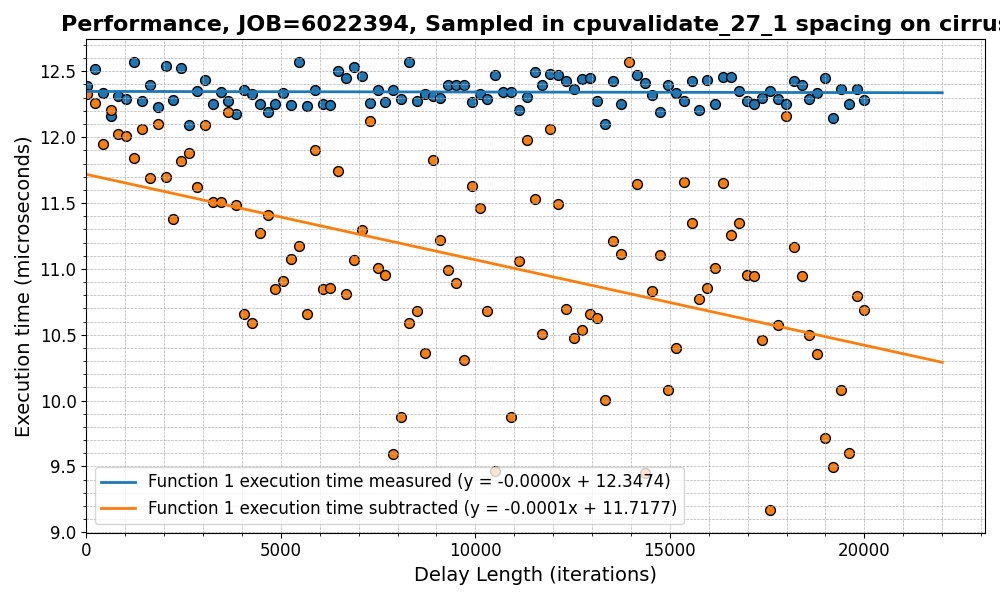 Performance, JOB=6022394, Sampled in cpuvalidate_27_1 spacing on cirrus
Execution time (microseconds)
12.5
12.0
11.5
11.0
10.5
10.0
9.5
9.0
Function 1 execution time measured (y = -0.0000x + 12.3474)
Function 1 execution time subtracted (y = -0.0001x + 11.7177)
0 5000 10000 15000 20000
Delay Length (iterations)